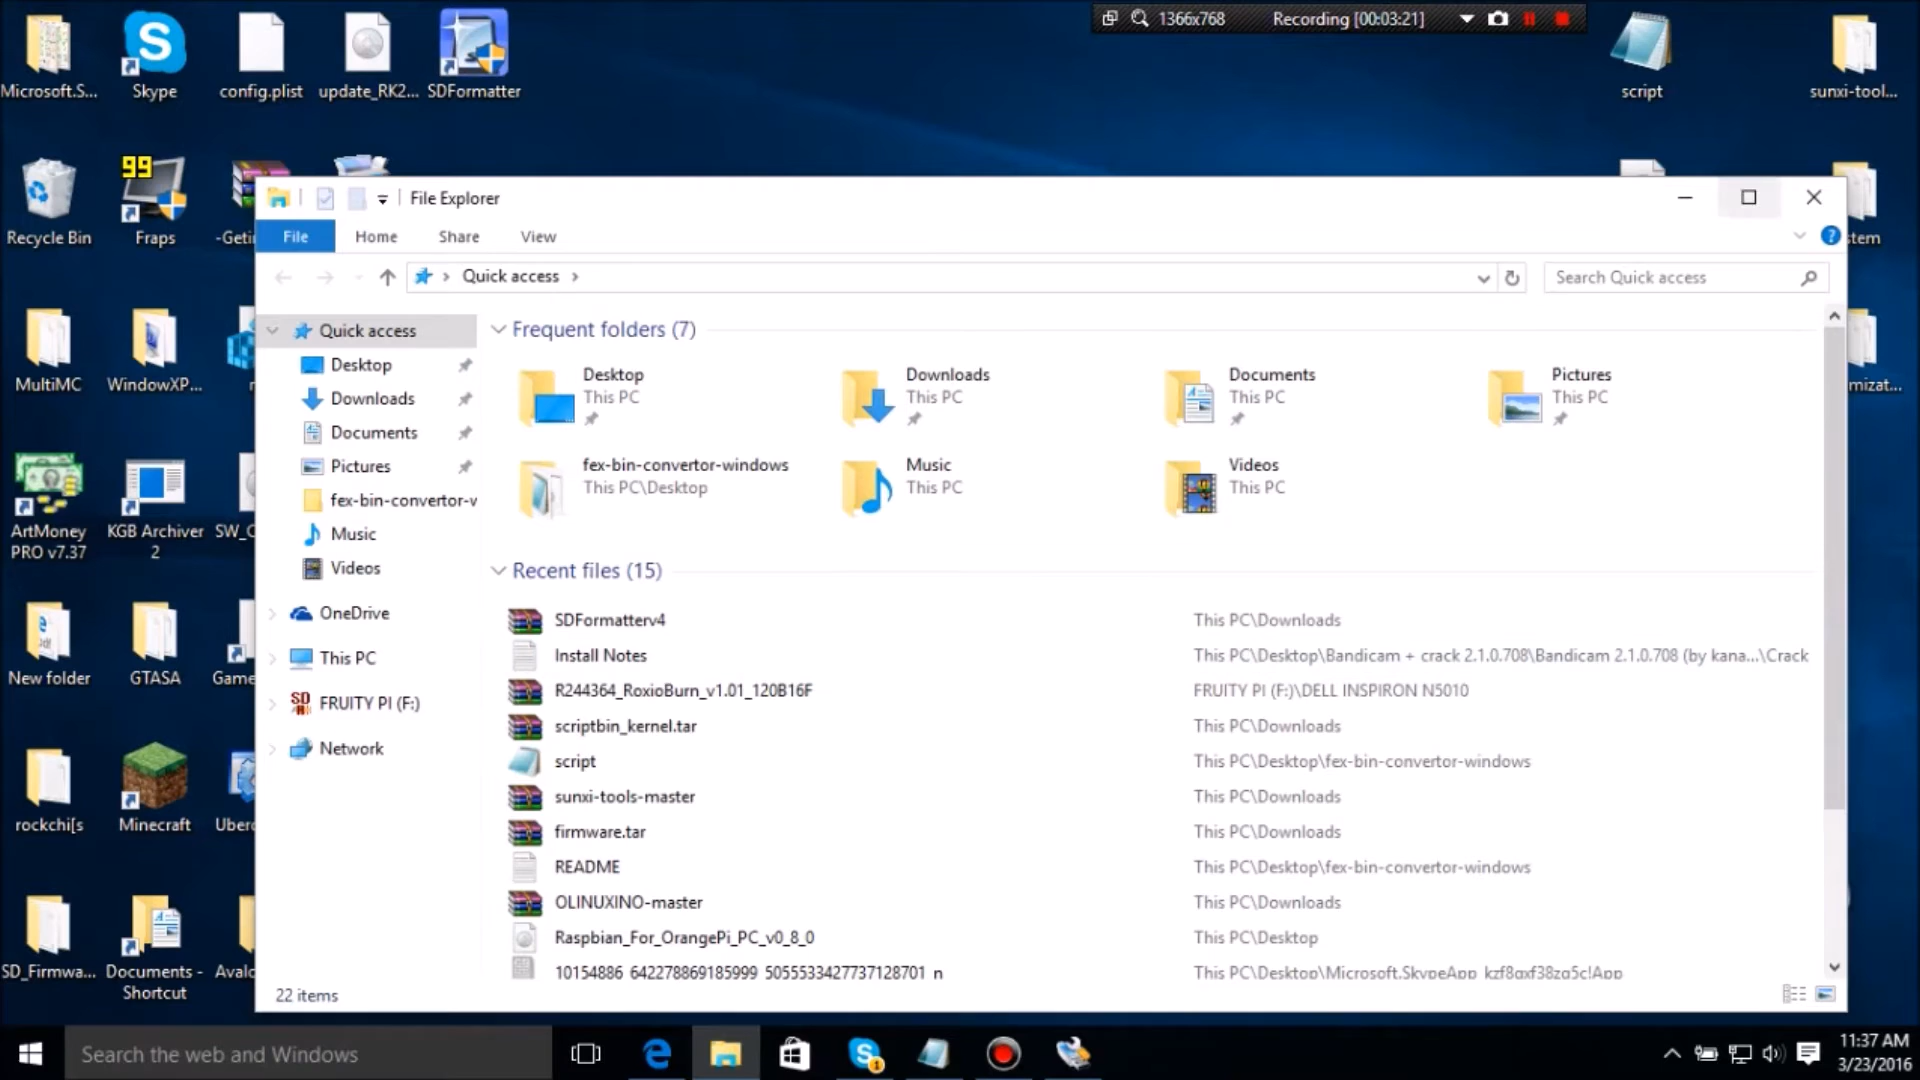 1366x768
Recording [00:03:21]
Microsoft.S...
Skype
config.plist
update_RK2...
SDFormatter
script
sunxi-tool...
99
Recycle Bin
Fraps
-Getin
stem
MultiMC
WindowXP...
mizat...
ArtMoney
PRO v7.37
KGB Archiver
2
SW_C
New folder
GTASA
Game
rockchi[s
Minecraft
Uberc
SD_Firmwa...
Documents -
Shortcut
Avalo
File Explorer
File
Home
Share
View
Quick access
Search Quick access
Quick access
Desktop
Downloads
Documents
Pictures
fex-bin-convertor-w
Music
Videos
OneDrive
This PC
FRUITY PI (F:)
Network
Frequent folders (7)
Desktop
This PC
Downloads
This PC
Documents
This PC
Pictures
This PC
fex-bin-convertor-windows
This PC\Desktop
Music
This PC
Videos
This PC
Recent files (15)
SDFormatterv4 This PC\Downloads
Install Notes This PC\Desktop\Bandicam + crack 2.1.0.708\Bandicam 2.1.0.708 (by kana...\Crack
R244364_RoxioBurn_v1.01_120B16F FRUITY PI (F:)\DELL INSPIRON N5010
scriptbin_kernel.tar This PC\Downloads
script This PC\Desktop\fex-bin-convertor-windows
sunxi-tools-master This PC\Downloads
firmware.tar This PC\Downloads
README This PC\Desktop\fex-bin-convertor-windows
OLINUXINO-master This PC\Downloads
Raspbian_For_OrangePi_PC_v0_8_0 This PC\Desktop
10154886_642278869185999_5055533427737128701_n This PC\Desktop\Microsoft.SkypeApp_kzf8qxf38zg5c!App
22 items
Search the web and Windows
11:37 AM
3/23/2016